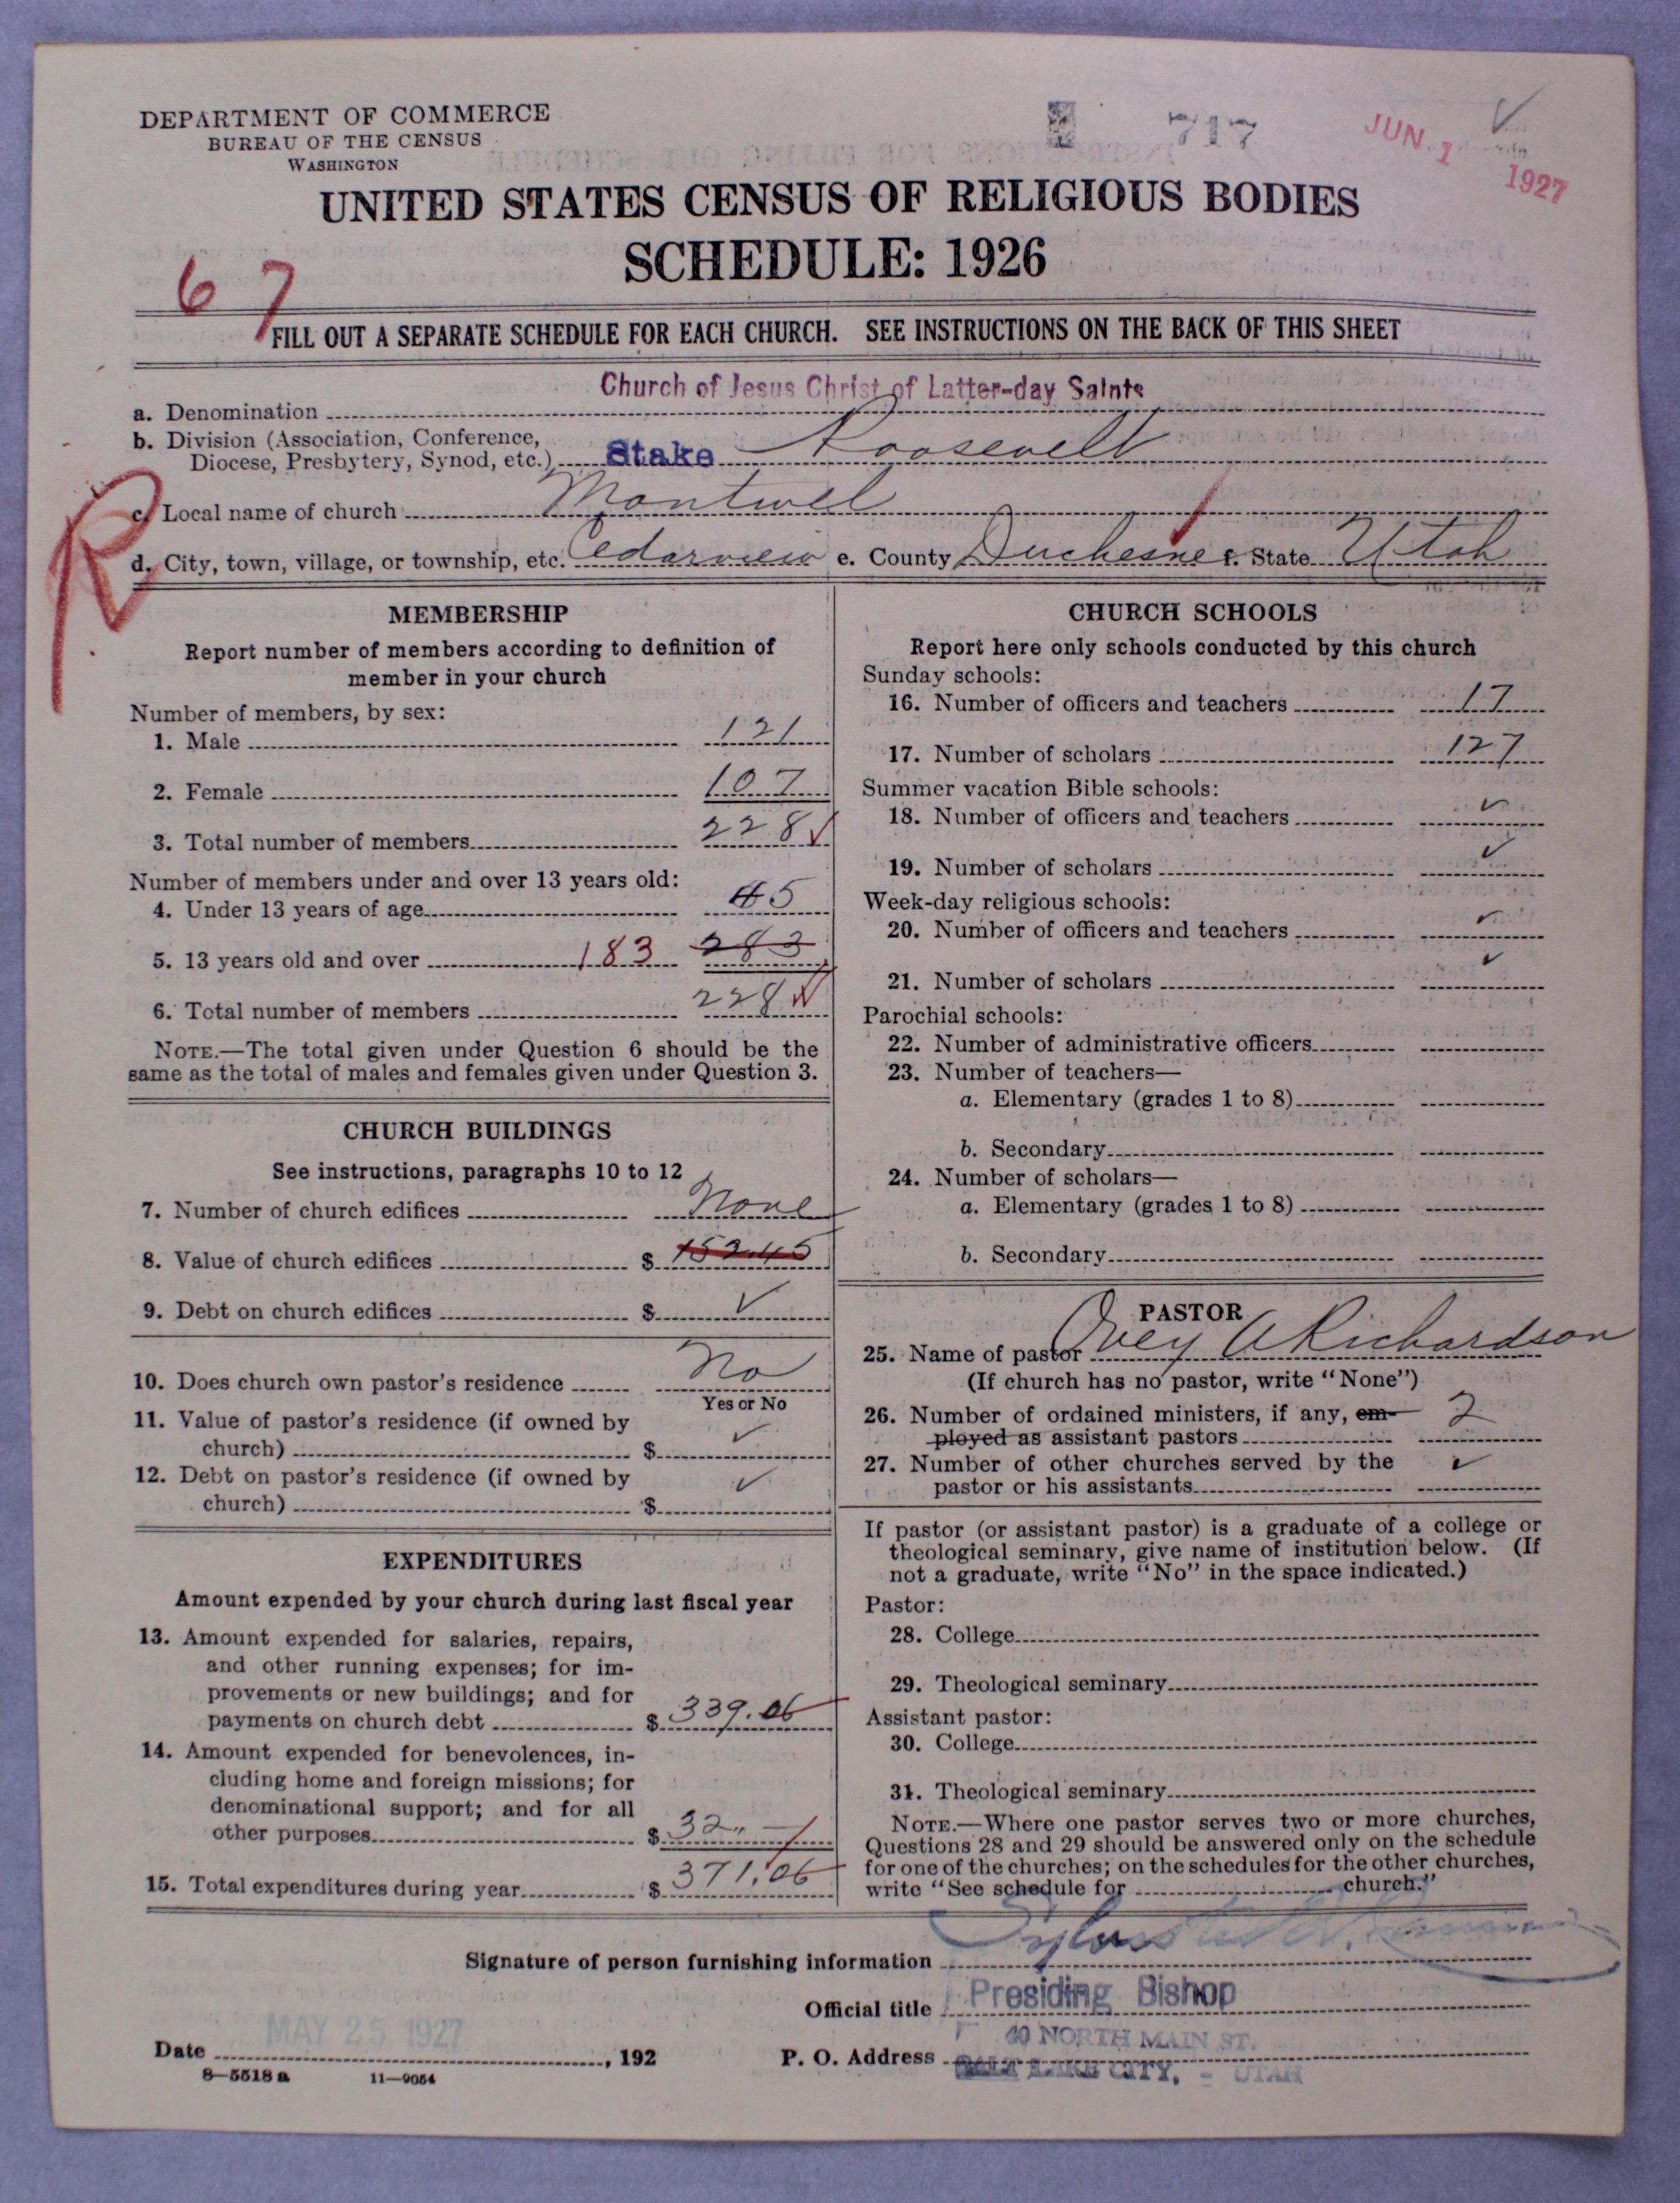 DEPARTMENT OF COMMERCE
BUREAU OF THE CENSUS
WASHINGTON
717
JUN 1 1927
UNITED STATES CENSUS OF RELIGIOUS BODIES
SCHEDULE: 1926
67
FILL OUT A SEPARATE SCHEDULE FOR EACH CHURCH. SEE INSTRUCTIONS ON THE BACK OF THIS SHEET
a. Denomination Church of Jesus Christ of Latter-day Saints
b. Division (Association, Conference,
Diocese, Presbytery, Synod, etc.) Stake Roosevelt
R
c. Local name of church Montwel
d. City, town, village, or township, etc. Cedarview e. County Duchesne f. State Utah
MEMBERSHIP
Report number of members according to definition of
member in your church
Number of members, by sex:
1. Male 121
2. Female 107
3. Total number of members 228 ✓
Number of members under and over 13 years old:
4. Under 13 years of age 45
5. 13 years old and over 183 283
6. Total number of members 228 ✓
NOTE.—The total given under Question 6 should be the
same as the total of males and females given under Question 3.
CHURCH BUILDINGS
See instructions, paragraphs 10 to 12
7. Number of church edifices None
8. Value of church edifices $ 152.45
9. Debt on church edifices $ ✓
10. Does church own pastor's residence No
Yes or No
11. Value of pastor's residence (if owned by
church) $ ✓
12. Debt on pastor's residence (if owned by
church) $ ✓
EXPENDITURES
Amount expended by your church during last fiscal year
13. Amount expended for salaries, repairs,
and other running expenses; for im-
provements or new buildings; and for
payments on church debt $ 339.06
14. Amount expended for benevolences, in-
cluding home and foreign missions; for
denominational support; and for all
other purposes $ 32.. —
15. Total expenditures during year $ 371.06
CHURCH SCHOOLS
Report here only schools conducted by this church
Sunday schools:
16. Number of officers and teachers 17
17. Number of scholars 127
Summer vacation Bible schools:
18. Number of officers and teachers ✓
19. Number of scholars ✓
Week-day religious schools:
20. Number of officers and teachers ✓
21. Number of scholars ✓
Parochial schools:
22. Number of administrative officers
23. Number of teachers—
a. Elementary (grades 1 to 8)
b. Secondary
24. Number of scholars—
a. Elementary (grades 1 to 8)
b. Secondary
PASTOR
25. Name of pastor Ovey A Richardson
(If church has no pastor, write "None")
26. Number of ordained ministers, if any, em-
ployed as assistant pastors 2
27. Number of other churches served by the
pastor or his assistants ✓
If pastor (or assistant pastor) is a graduate of a college or
theological seminary, give name of institution below. (If
not a graduate, write "No" in the space indicated.)
Pastor:
28. College
29. Theological seminary
Assistant pastor:
30. College
31. Theological seminary
NOTE.—Where one pastor serves two or more churches,
Questions 28 and 29 should be answered only on the schedule
for one of the churches; on the schedules for the other churches,
write "See schedule for church."
Signature of person furnishing information
Official title Presiding Bishop
Date MAY 25 1927, 192
P. O. Address 40 NORTH MAIN ST.
SALT LAKE CITY, - UTAH
8—5518 a 11—9054